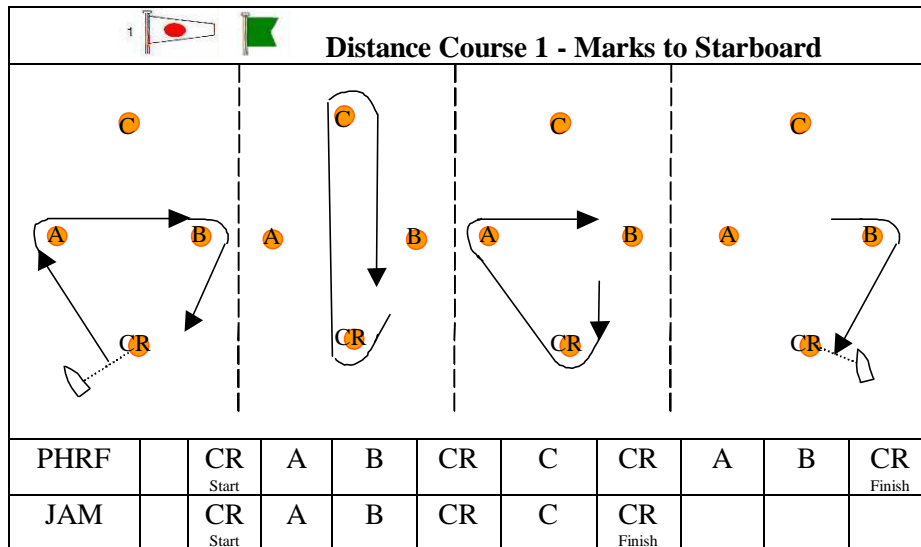 1
Distance Course 1 - Marks to Starboard
C
A
B
CR
C
A
B
CR
C
A
B
CR
C
A
B
CR
PHRF CR A B CR C CR A B CR
Start Finish
JAM CR A B CR C CR
Start Finish